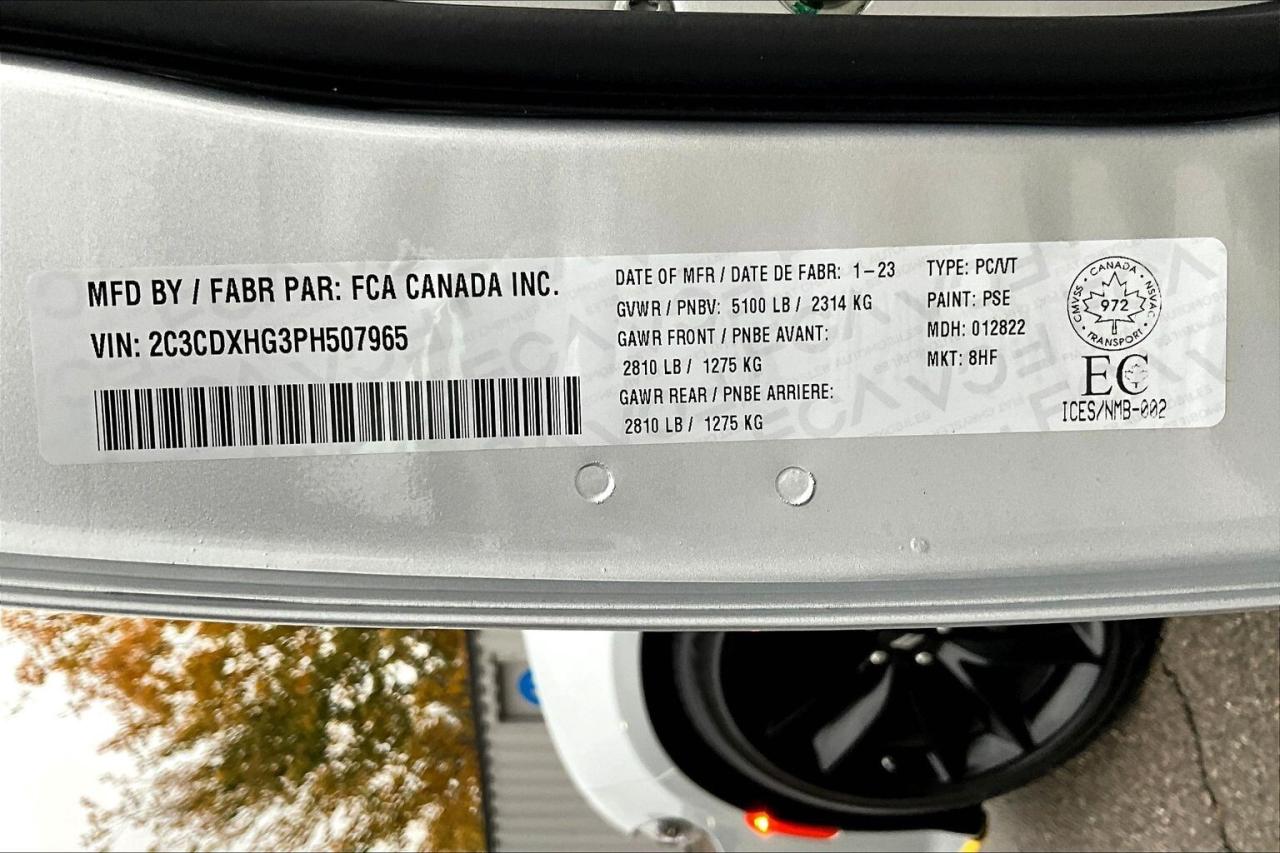 MFD BY / FABR PAR: FCA CANADA INC.
VIN: 2C3CDXHG3PH507965
DATE OF MFR / DATE DE FABR: 1-23
GVWR / PNBV: 5100 LB / 2314 KG
GAWR FRONT / PNBE AVANT:
2810 LB / 1275 KG
GAWR REAR / PNBE ARRIERE:
2810 LB / 1275 KG
TYPE: PC/VT
PAINT: PSE
MDH: 012822
MKT: 8HF
CANADA
CMVSS
972
NSVAC
TRANSPORT
EC
ICES/NMB-002